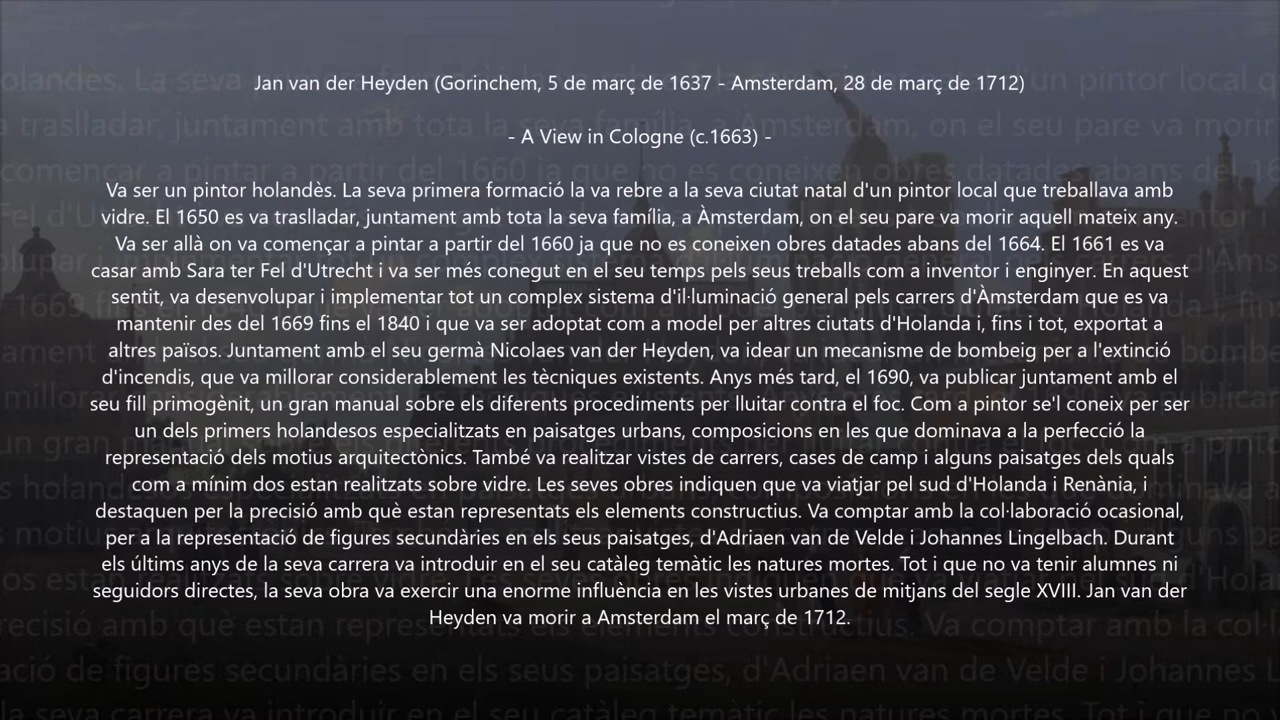 Jan van der Heyden (Gorinchem, 5 de març de 1637 - Amsterdam, 28 de març de 1712)
- A View in Cologne (c.1663) -
Va ser un pintor holandès. La seva primera formació la va rebre a la seva ciutat natal d'un pintor local que treballava amb
vidre. El 1650 es va traslladar, juntament amb tota la seva família, a Àmsterdam, on el seu pare va morir aquell mateix any.
Va ser allà on va començar a pintar a partir del 1660 ja que no es coneixen obres datades abans del 1664. El 1661 es va
casar amb Sara ter Fel d'Utrecht i va ser més conegut en el seu temps pels seus treballs com a inventor i enginyer. En aquest
sentit, va desenvolupar i implementar tot un complex sistema d'il·luminació general pels carrers d'Àmsterdam que es va
mantenir des del 1669 fins el 1840 i que va ser adoptat com a model per altres ciutats d'Holanda i, fins i tot, exportat a
altres països. Juntament amb el seu germà Nicolaes van der Heyden, va idear un mecanisme de bombeig per a l'extinció
d'incendis, que va millorar considerablement les tècniques existents. Anys més tard, el 1690, va publicar juntament amb el
seu fill primogènit, un gran manual sobre els diferents procediments per lluitar contra el foc. Com a pintor se'l coneix per ser
un dels primers holandesos especialitzats en paisatges urbans, composicions en les que dominava a la perfecció la
representació dels motius arquitectònics. També va realitzar vistes de carrers, cases de camp i alguns paisatges dels quals
com a mínim dos estan realitzats sobre vidre. Les seves obres indiquen que va viatjar pel sud d'Holanda i Renània, i
destaquen per la precisió amb què estan representats els elements constructius. Va comptar amb la col·laboració ocasional,
per a la representació de figures secundàries en els seus paisatges, d'Adriaen van de Velde i Johannes Lingelbach. Durant
els últims anys de la seva carrera va introduir en el seu catàleg temàtic les natures mortes. Tot i que no va tenir alumnes ni
seguidors directes, la seva obra va exercir una enorme influència en les vistes urbanes de mitjans del segle XVIII. Jan van der
Heyden va morir a Amsterdam el març de 1712.